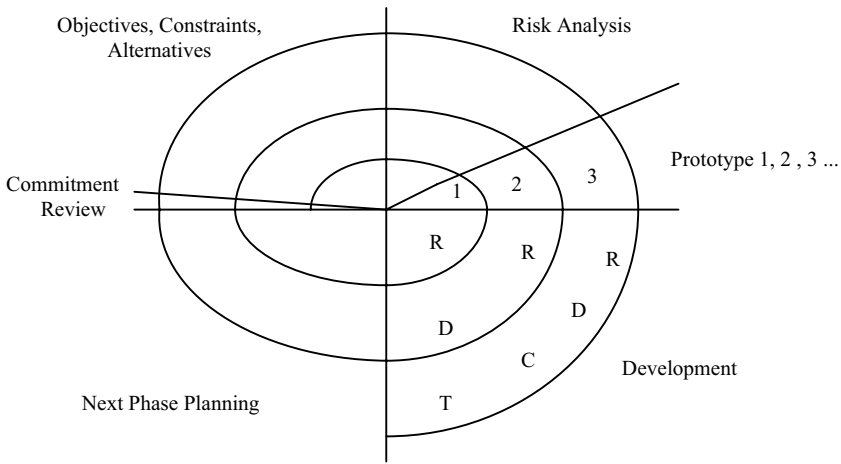 Objectives, Constraints,
Alternatives
Risk Analysis
Prototype 1, 2 , 3 ...
Commitment
Review
1
2
3
R
R
R
D
D
C
T
Development
Next Phase Planning